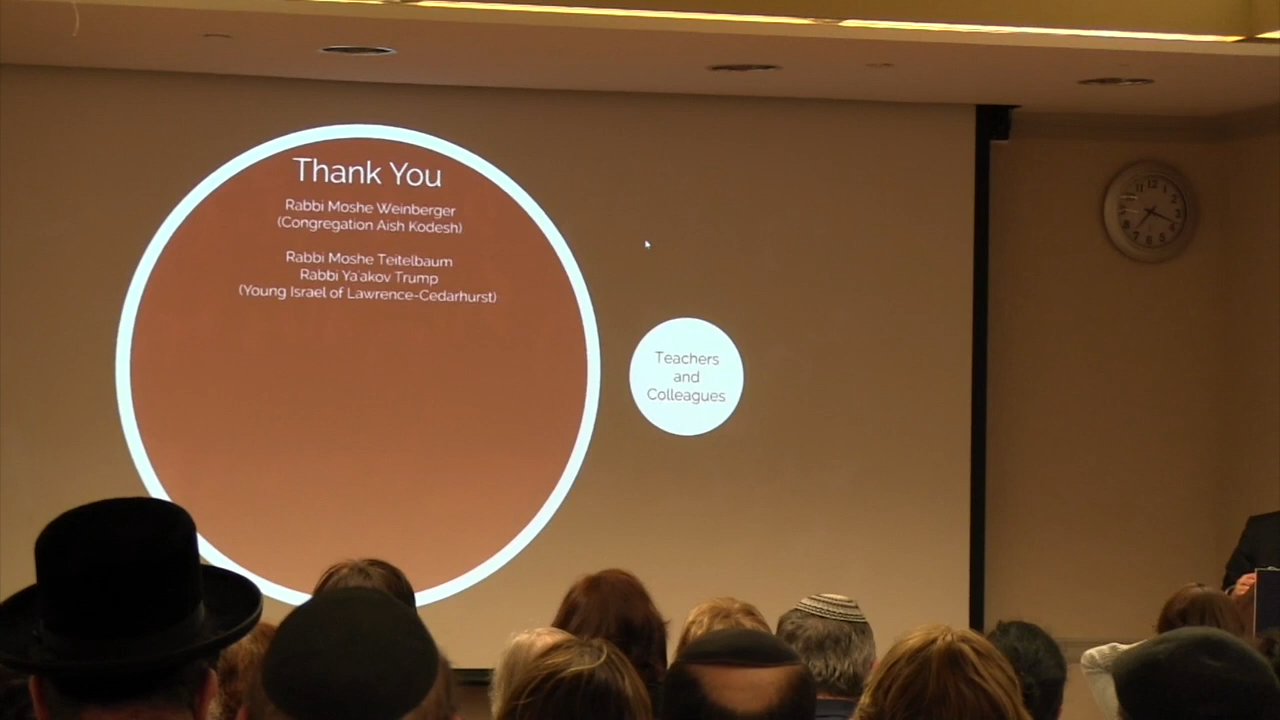 Thank You
Rabbi Moshe Weinberger
(Congregation Aish Kodesh)
Rabbi Moshe Teitelbaum
Rabbi Ya'akov Trump
(Young Israel of Lawrence-Cedarhurst)
Teachers
and
Colleagues